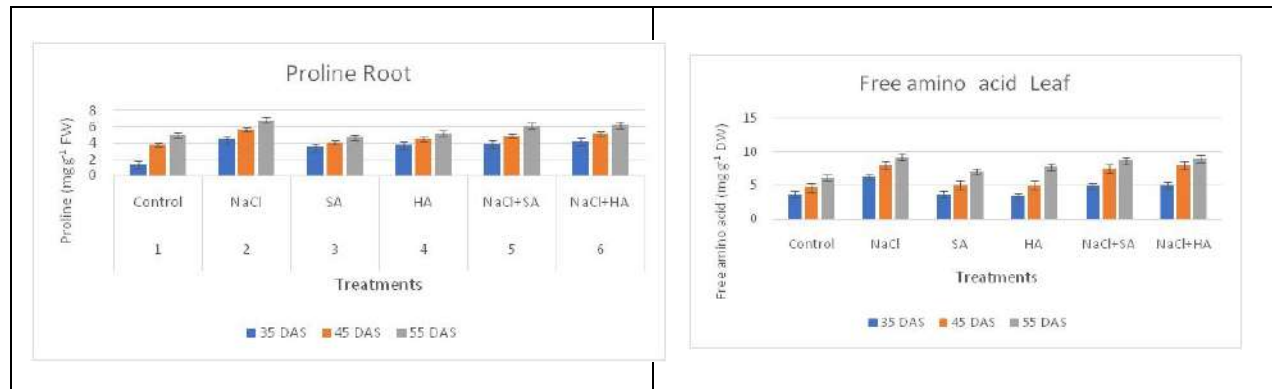 Proline Root
Proline (mgg⁻¹ FW)
8
6
4
2
0
Control NaCl SA HA NaCl+SA NaCl+HA
1 2 3 4 5 6
Treatments
35 DAS 45 DAS 55 DAS
Free amino acid Leaf
Free amino acid (mgg⁻¹ DW)
15
10
5
0
Control NaCl SA HA NaCl+SA NaCl+HA
Treatments
35 DAS 45 DAS 55 DAS